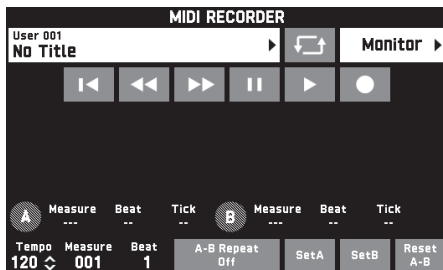 MIDI RECORDER
User 001
No Title
Monitor
A Measure Beat Tick B Measure Beat Tick
--- -- -- --- -- --
Tempo Measure Beat A-B Repeat SetA SetB Reset
120 001 1 Off A-B